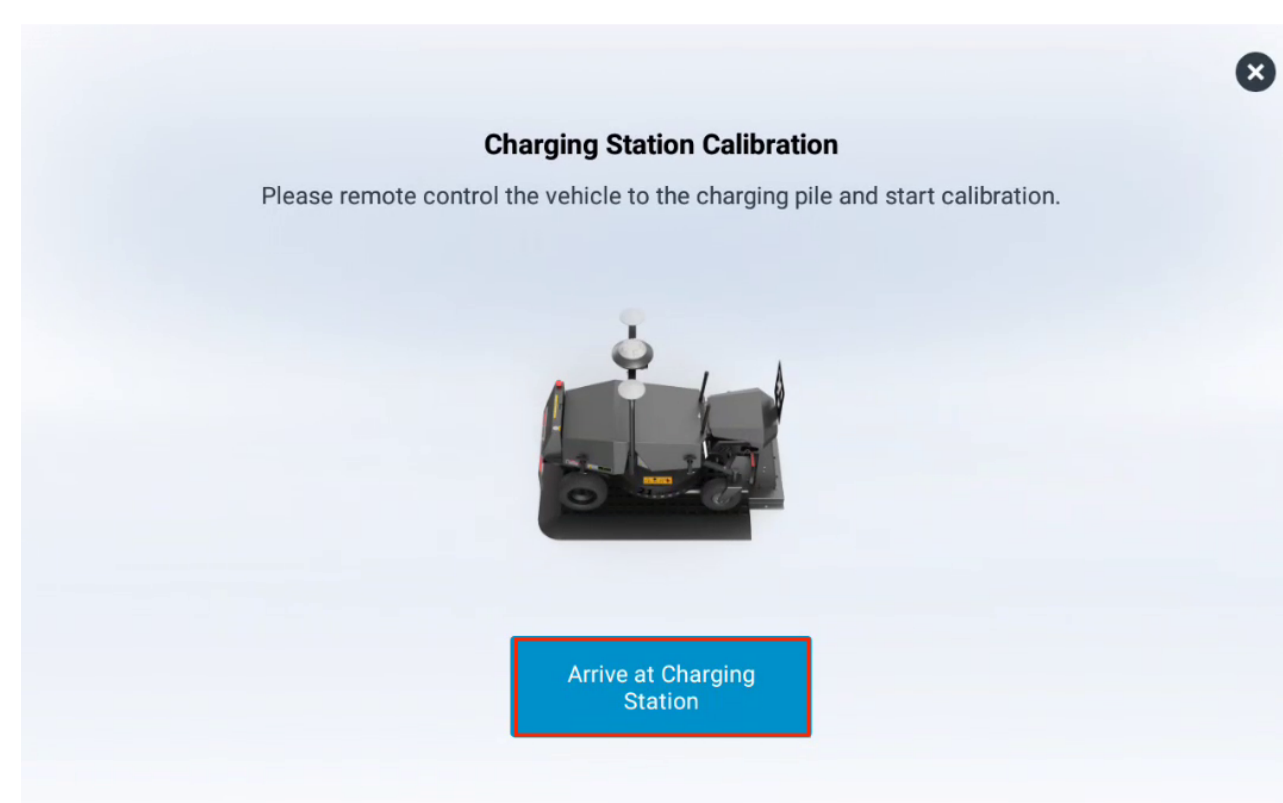 Charging Station Calibration
Please remote control the vehicle to the charging pile and start calibration.
Arrive at Charging
Station